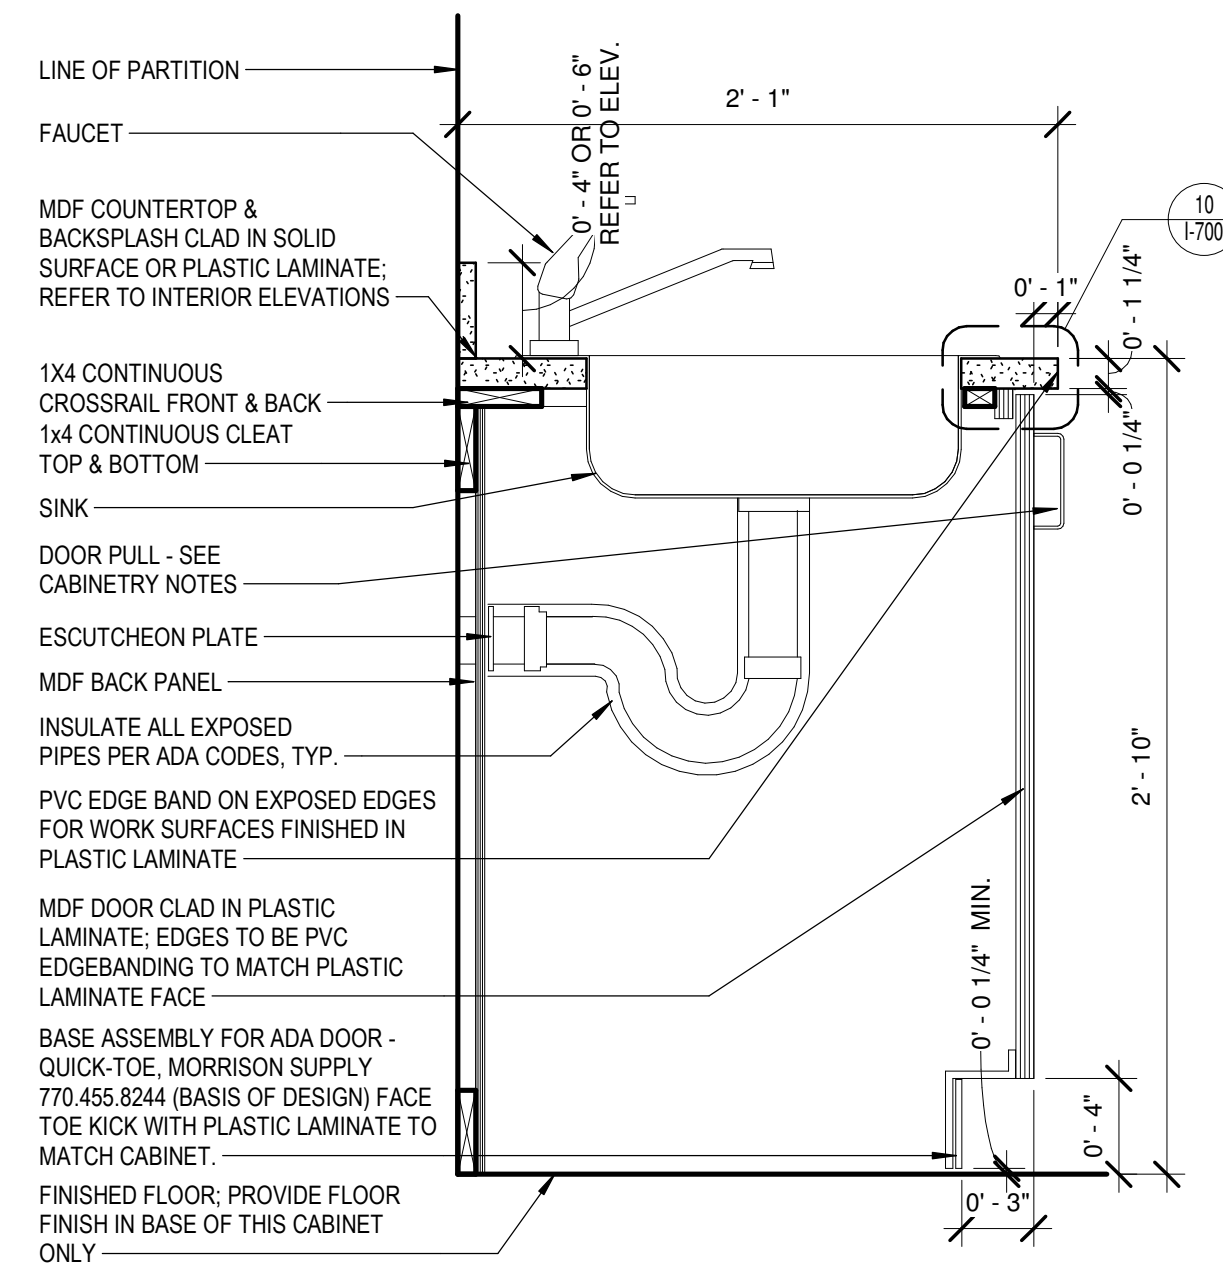 LINE OF PARTITION
FAUCET
MDF COUNTERTOP &
BACKSPLASH CLAD IN SOLID
SURFACE OR PLASTIC LAMINATE;
REFER TO INTERIOR ELEVATIONS
1X4 CONTINUOUS
CROSSRAIL FRONT & BACK
1x4 CONTINUOUS CLEAT
TOP & BOTTOM
SINK
DOOR PULL - SEE
CABINETRY NOTES
ESCUTCHEON PLATE
MDF BACK PANEL
INSULATE ALL EXPOSED
PIPES PER ADA CODES, TYP.
PVC EDGE BAND ON EXPOSED EDGES
FOR WORK SURFACES FINISHED IN
PLASTIC LAMINATE
MDF DOOR CLAD IN PLASTIC
LAMINATE; EDGES TO BE PVC
EDGEBANDING TO MATCH PLASTIC
LAMINATE FACE
BASE ASSEMBLY FOR ADA DOOR -
QUICK-TOE, MORRISON SUPPLY
770.455.8244 (BASIS OF DESIGN) FACE
TOE KICK WITH PLASTIC LAMINATE TO
MATCH CABINET.
FINISHED FLOOR; PROVIDE FLOOR
FINISH IN BASE OF THIS CABINET
ONLY
0' - 4" OR 0' - 6"
REFER TO ELEV.
2' - 1"
10
I-700
0' - 1"
0' - 1 1/4"
0' - 0 1/4"
2' - 10"
0' - 0 1/4" MIN.
0' - 4"
0' - 3"